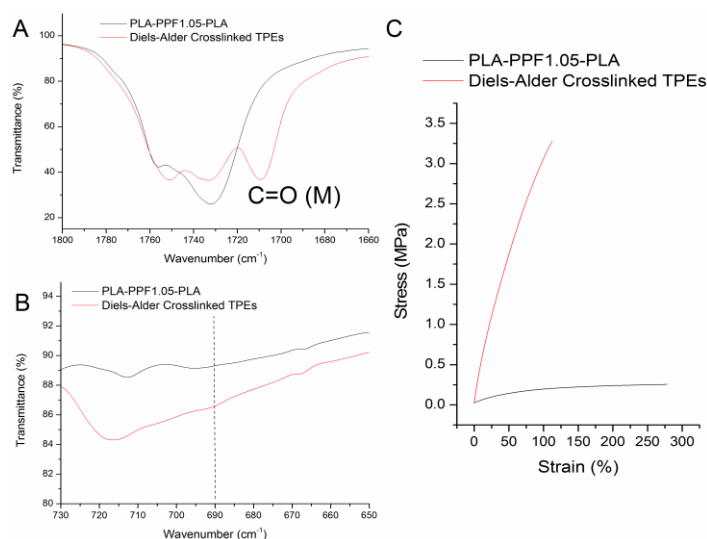 A
PLA-PPF1.05-PLA
Diels-Alder Crosslinked TPEs
100
80
60
40
20
Transmittance (%)
C=O (M)
1800 1780 1760 1740 1720 1700 1680 1660
Wavenumber (cm-1)
B
PLA-PPF1.05-PLA
Diels-Alder Crosslinked TPEs
94
92
90
88
86
84
82
80
Transmittance (%)
730 720 710 700 690 680 670 660 650
Wavenumber (cm-1)
C
PLA-PPF1.05-PLA
Diels-Alder Crosslinked TPEs
3.5
3.0
2.5
2.0
1.5
1.0
0.5
0.0
Stress (MPa)
0 50 100 150 200 250 300
Strain (%)